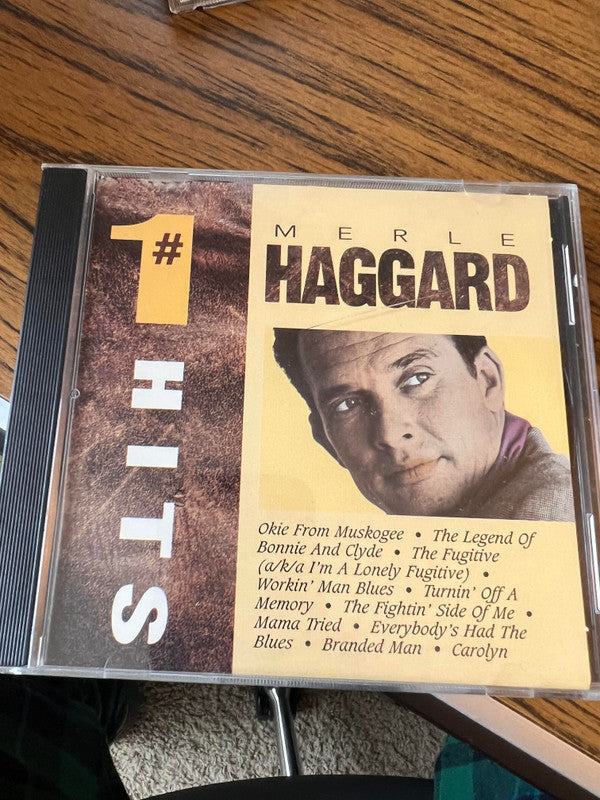 #1
HITS
MERLE
HAGGARD
Okie From Muskogee • The Legend Of
Bonnie And Clyde • The Fugitive
(a/k/a I'm A Lonely Fugitive) •
Workin' Man Blues • Turnin' Off A
Memory • The Fightin' Side Of Me •
Mama Tried • Everybody's Had The
Blues • Branded Man • Carolyn